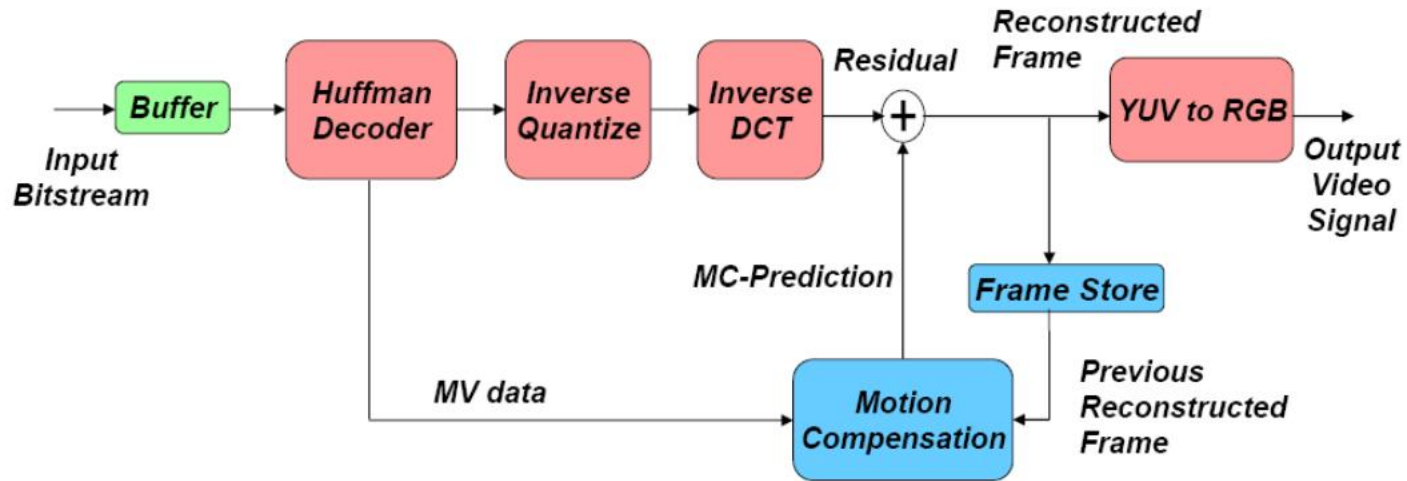 Buffer
Input
Bitstream
Huffman
Decoder
Inverse
Quantize
Inverse
DCT
Residual
+
Reconstructed
Frame
YUV to RGB
Output
Video
Signal
MC-Prediction
Frame Store
MV data
Motion
Compensation
Previous
Reconstructed
Frame